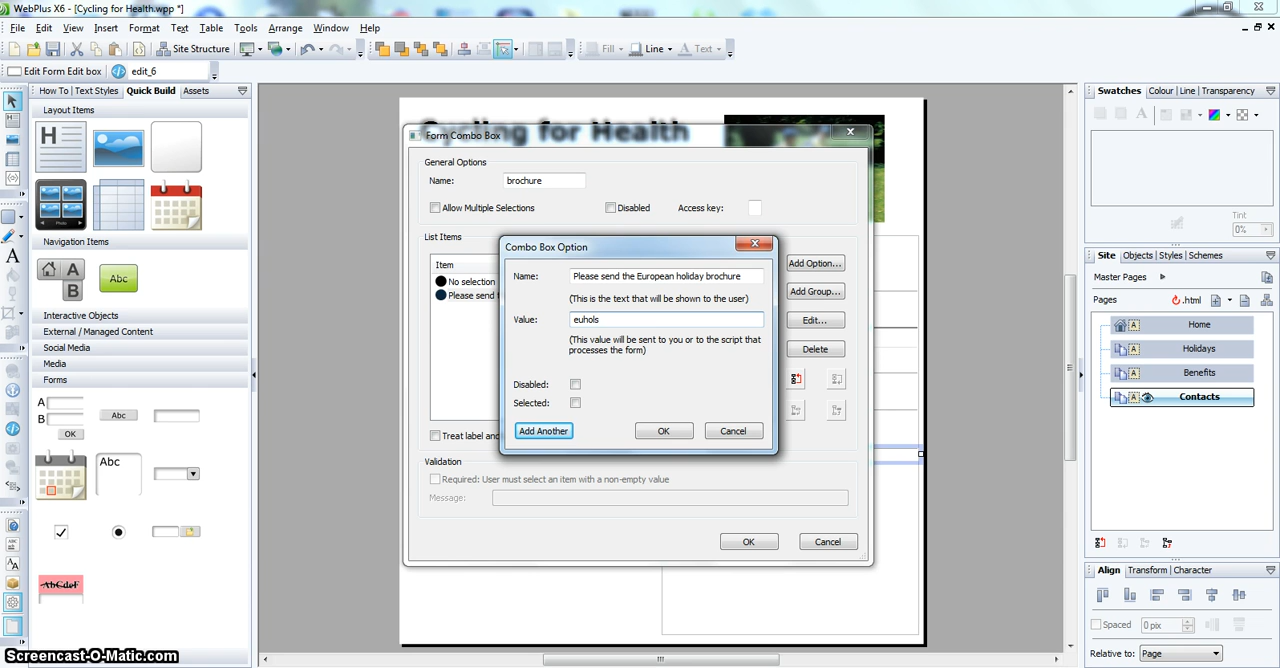 WebPlus X6 - [Cycling for Health.wpp *]
File Edit View Insert Format Text Table Tools Arrange Window Help
Site Structure Fill Line Text
Edit Form Edit box edit_6
How To Text Styles Quick Build Assets
Layout Items
H
Photo
Navigation Items
A
B
Abc
Interactive Objects
External / Managed Content
Social Media
Media
Forms
A
B
OK
Abc
Abc
AbCdeF
Cycling for Health
Form Combo Box
General Options
Name: brochure
Allow Multiple Selections Disabled Access key:
List Items
Item
No selection
Please send t
Add Option...
Add Group...
Edit...
Delete
Treat label and
Validation
Required: User must select an item with a non-empty value
Message:
OK Cancel
Combo Box Option
Name: Please send the European holiday brochure
(This is the text that will be shown to the user)
Value: euhols
(This value will be sent to you or to the script that
processes the form)
Disabled:
Selected:
Add Another OK Cancel
Swatches Colour Line Transparency
Tint
0%
Site Objects Styles Schemes
Master Pages
Pages .html
A Home
A Holidays
A Benefits
A Contacts
Align Transform Character
Spaced 0 pix
Relative to: Page
Screencast-O-Matic.com